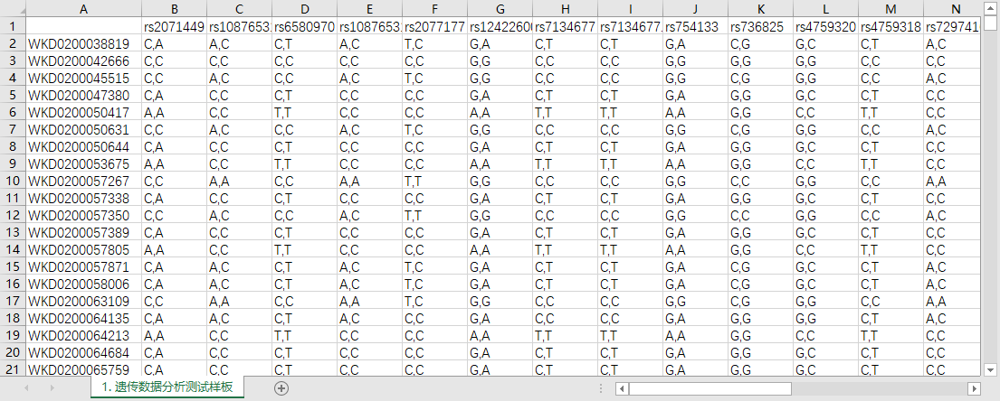 A B C D E F G H I J K L M N
1 rs2071449 rs1087653 rs6580970 rs1087653 rs2077177 rs1242260 rs7134677 rs7134677 rs754133 rs736825 rs4759320 rs4759318 rs729741
2 WKD0200038819 C,A A,C C,T A,C T,C G,A C,T C,T G,A C,G G,C C,T A,C
3 WKD0200042666 C,C C,C C,C C,C C,C G,G C,C C,C G,G G,G G,G C,C C,C
4 WKD0200045515 C,C A,C C,C A,C T,C G,G C,C C,C G,G C,G G,G C,C A,C
5 WKD0200047380 C,A C,C C,T C,C C,C G,A C,T C,T G,A G,G G,C C,T C,C
6 WKD0200050417 A,A C,C T,T C,C C,C A,A T,T T,T A,A G,G C,C T,T C,C
7 WKD0200050631 C,C A,C C,C A,C T,C G,G C,C C,C G,G C,G G,G C,C A,C
8 WKD0200050644 C,A C,C C,T C,C C,C G,A C,T C,T G,A G,G G,C C,T C,C
9 WKD0200053675 A,A C,C T,T C,C C,C A,A T,T T,T A,A G,G C,C T,T C,C
10 WKD0200057267 C,C A,A C,C A,A T,T G,G C,C C,C G,G C,C G,G C,C A,A
11 WKD0200057338 C,A C,C C,T C,C C,C G,A C,T C,T G,A G,G G,C C,T C,C
12 WKD0200057350 C,C A,C C,C A,C T,T G,G C,C C,C G,G C,C G,G C,C A,C
13 WKD0200057389 C,A C,C C,T C,C C,C G,A C,T C,T G,A G,G G,C C,T C,C
14 WKD0200057805 A,A C,C T,T C,C C,C A,A T,T T,T A,A G,G C,C T,T C,C
15 WKD0200057871 C,A A,C C,T A,C T,C G,A C,T C,T G,A C,G G,C C,T A,C
16 WKD0200058006 C,A A,C C,T A,C T,C G,A C,T C,T G,A C,G G,C C,T A,C
17 WKD0200063109 C,C A,A C,C A,A T,C G,G C,C C,C G,G C,G G,G C,C A,A
18 WKD0200064135 C,A A,C C,T A,C C,C G,A C,C C,C G,A G,G G,G C,T A,C
19 WKD0200064213 A,A C,C T,T C,C C,C A,A T,T T,T A,A G,G C,C T,T C,C
20 WKD0200064684 C,A C,C C,T C,C C,C G,A C,T C,T G,A G,G G,C C,T C,C
21 WKD0200065759 C,A C,C C,T C,C C,C G,A C,T C,T G,A G,G G,C C,T C,C
1. 遗传数据分析测试样板